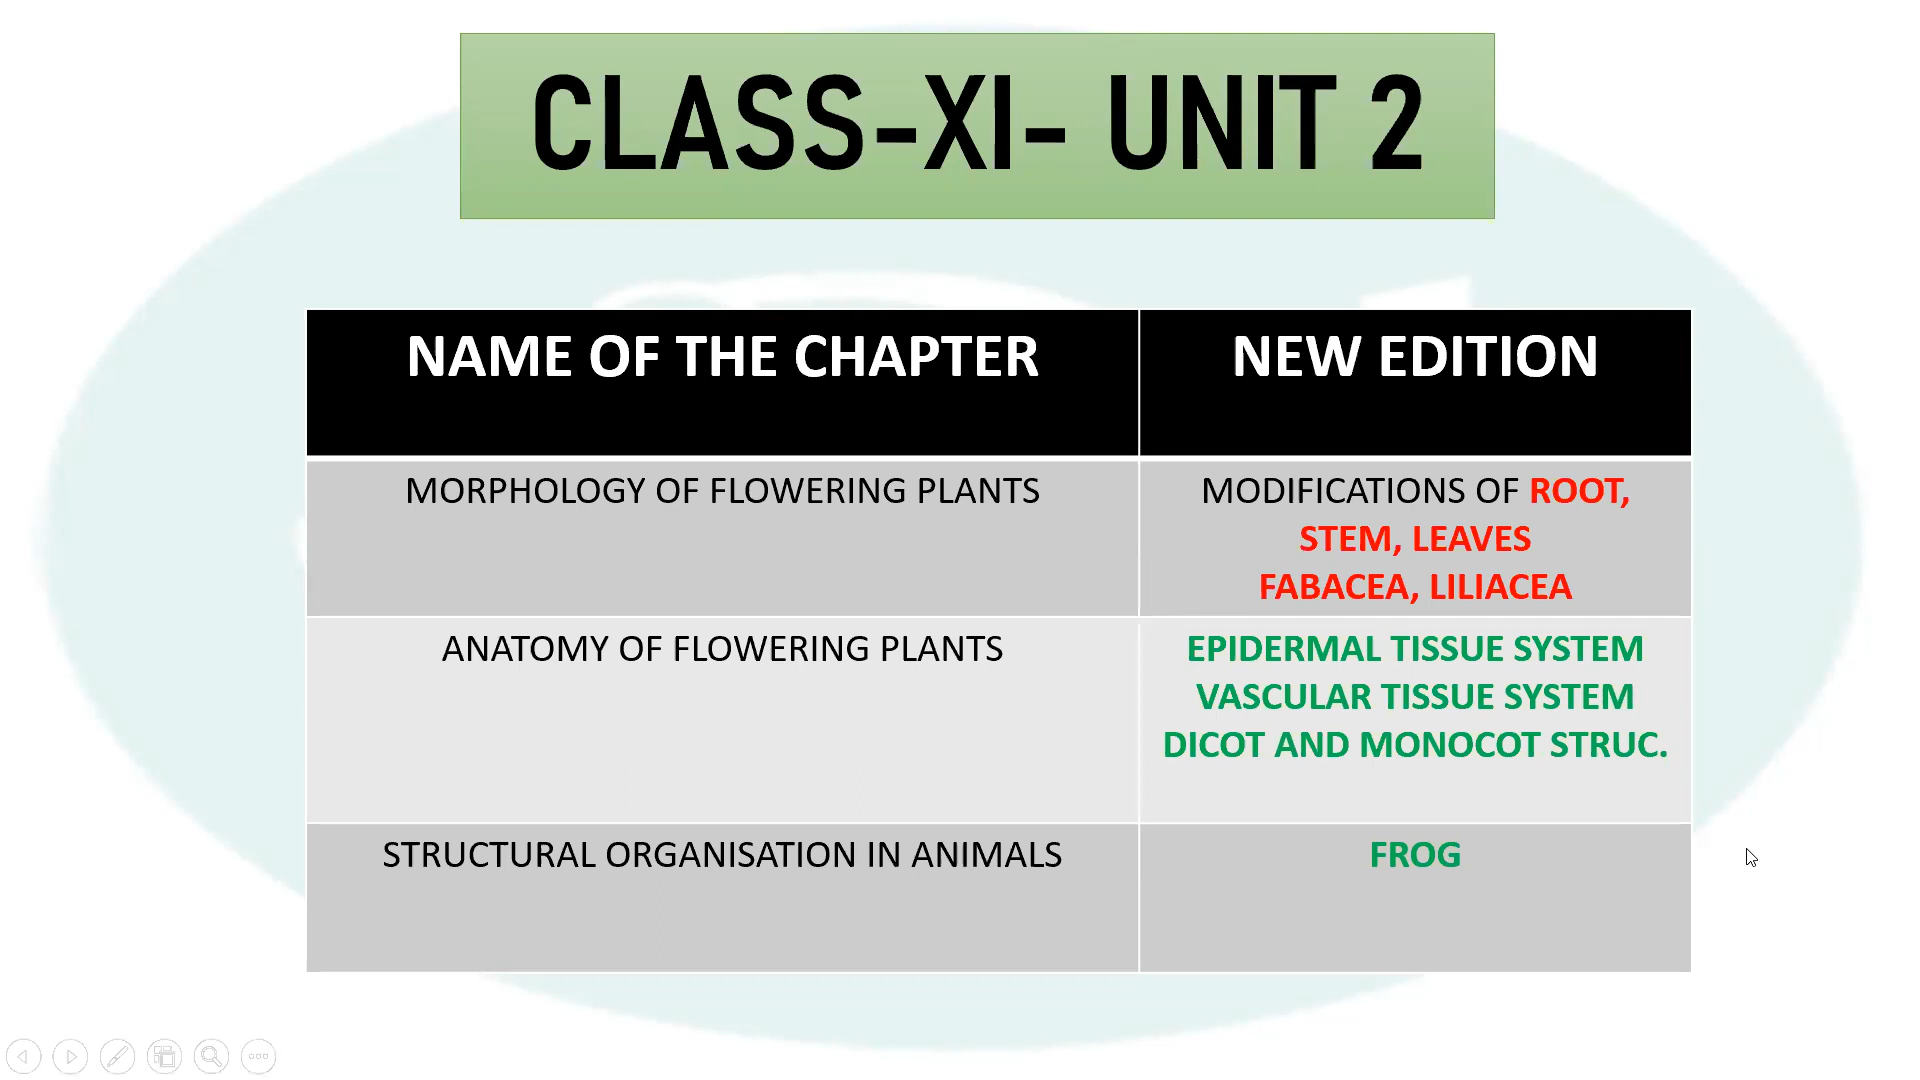 CLASS-XI- UNIT 2
NAME OF THE CHAPTER
NEW EDITION
MORPHOLOGY OF FLOWERING PLANTS
MODIFICATIONS OF ROOT,
STEM, LEAVES
FABACEA, LILIACEA
ANATOMY OF FLOWERING PLANTS
EPIDERMAL TISSUE SYSTEM
VASCULAR TISSUE SYSTEM
DICOT AND MONOCOT STRUC.
STRUCTURAL ORGANISATION IN ANIMALS
FROG